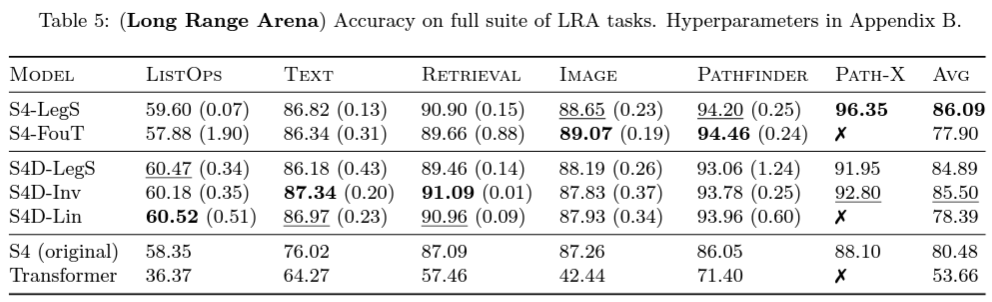 Table 5: (Long Range Arena) Accuracy on full suite of LRA tasks. Hyperparameters in Appendix B.
MODEL LISTOPS TEXT RETRIEVAL IMAGE PATHFINDER PATH-X AVG
S4-LegS 59.60 (0.07) 86.82 (0.13) 90.90 (0.15) 88.65 (0.23) 94.20 (0.25) 96.35 86.09
S4-FouT 57.88 (1.90) 86.34 (0.31) 89.66 (0.88) 89.07 (0.19) 94.46 (0.24) ✗ 77.90
S4D-LegS 60.47 (0.34) 86.18 (0.43) 89.46 (0.14) 88.19 (0.26) 93.06 (1.24) 91.95 84.89
S4D-Inv 60.18 (0.35) 87.34 (0.20) 91.09 (0.01) 87.83 (0.37) 93.78 (0.25) 92.80 85.50
S4D-Lin 60.52 (0.51) 86.97 (0.23) 90.96 (0.09) 87.93 (0.34) 93.96 (0.60) ✗ 78.39
S4 (original) 58.35 76.02 87.09 87.26 86.05 88.10 80.48
Transformer 36.37 64.27 57.46 42.44 71.40 ✗ 53.66